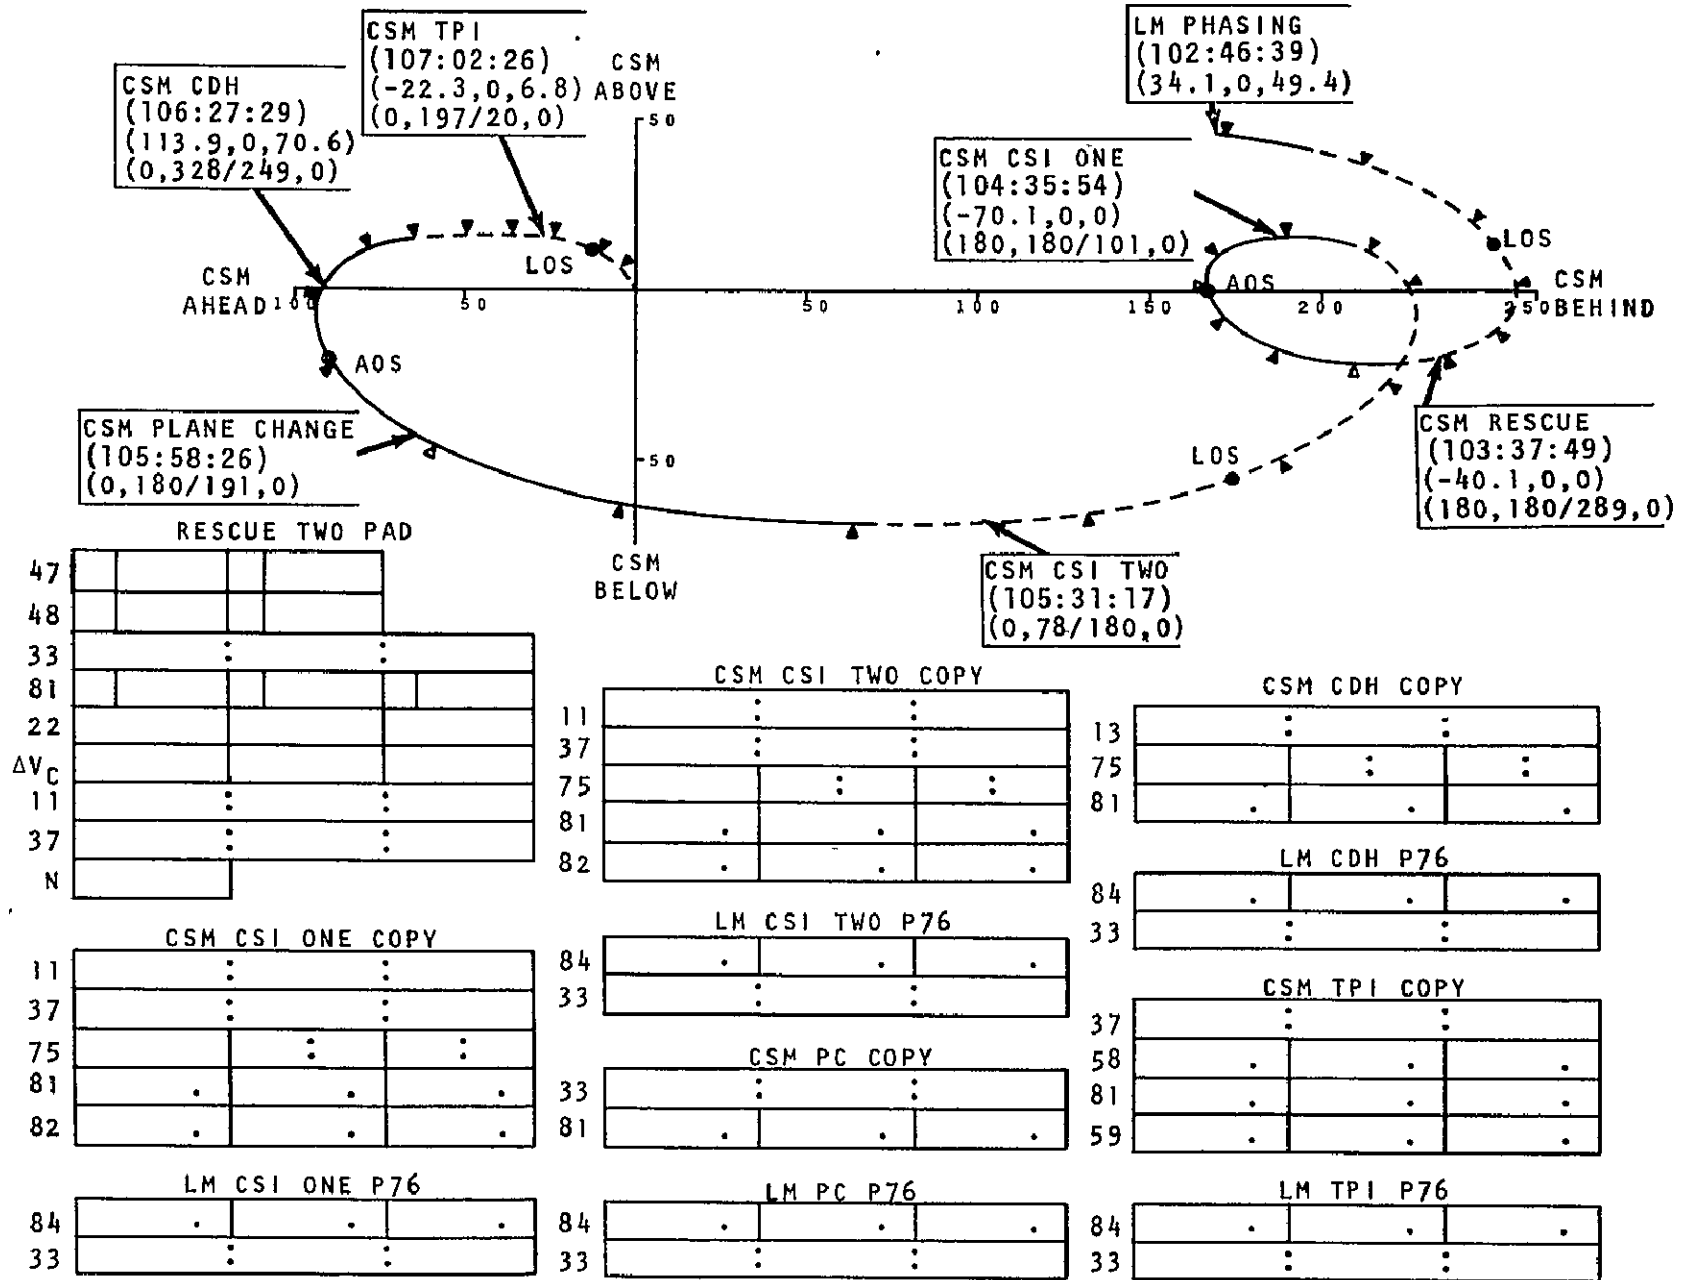 CSM TPI
(107:02:26)
(-22.3,0,6.8)
(0,197/20,0)
CSM
ABOVE
LM PHASING
(102:46:39)
(34.1,0,49.4)
CSM CDH
(106:27:29)
(113.9,0,70.6)
(0,328/249,0)
50
CSM CSI ONE
(104:35:54)
(-70.1,0,0)
(180,180/101,0)
LOS
LOS
CSM
AHEAD
100
50
50
100
150
200
250
AOS
CSM
BEHIND
AOS
CSM PLANE CHANGE
(105:58:26)
(0,180/191,0)
50
LOS
CSM RESCUE
(103:37:49)
(-40.1,0,0)
(180,180/289,0)
CSM
BELOW
CSM CSI TWO
(105:31:17)
(0,78/180,0)
RESCUE TWO PAD
47
48
33 : :
81
22
ΔVC
11 : :
37 : :
N
CSM CSI ONE COPY
11 : :
37 : :
75 : :
81 . . .
82 . . .
LM CSI ONE P76
84 . . .
33 : :
CSM CSI TWO COPY
11 : :
37 : :
75 : :
81 . . .
82 . . .
LM CSI TWO P76
84 . . .
33 : :
CSM PC COPY
33 : :
81 . . .
LM PC P76
84 . . .
33 : :
CSM CDH COPY
13 : :
75 : :
81 . . .
LM CDH P76
84 . . .
33 : :
CSM TPI COPY
37 : :
58 . . .
81 . . .
59 . . .
LM TPI P76
84 . . .
33 : :